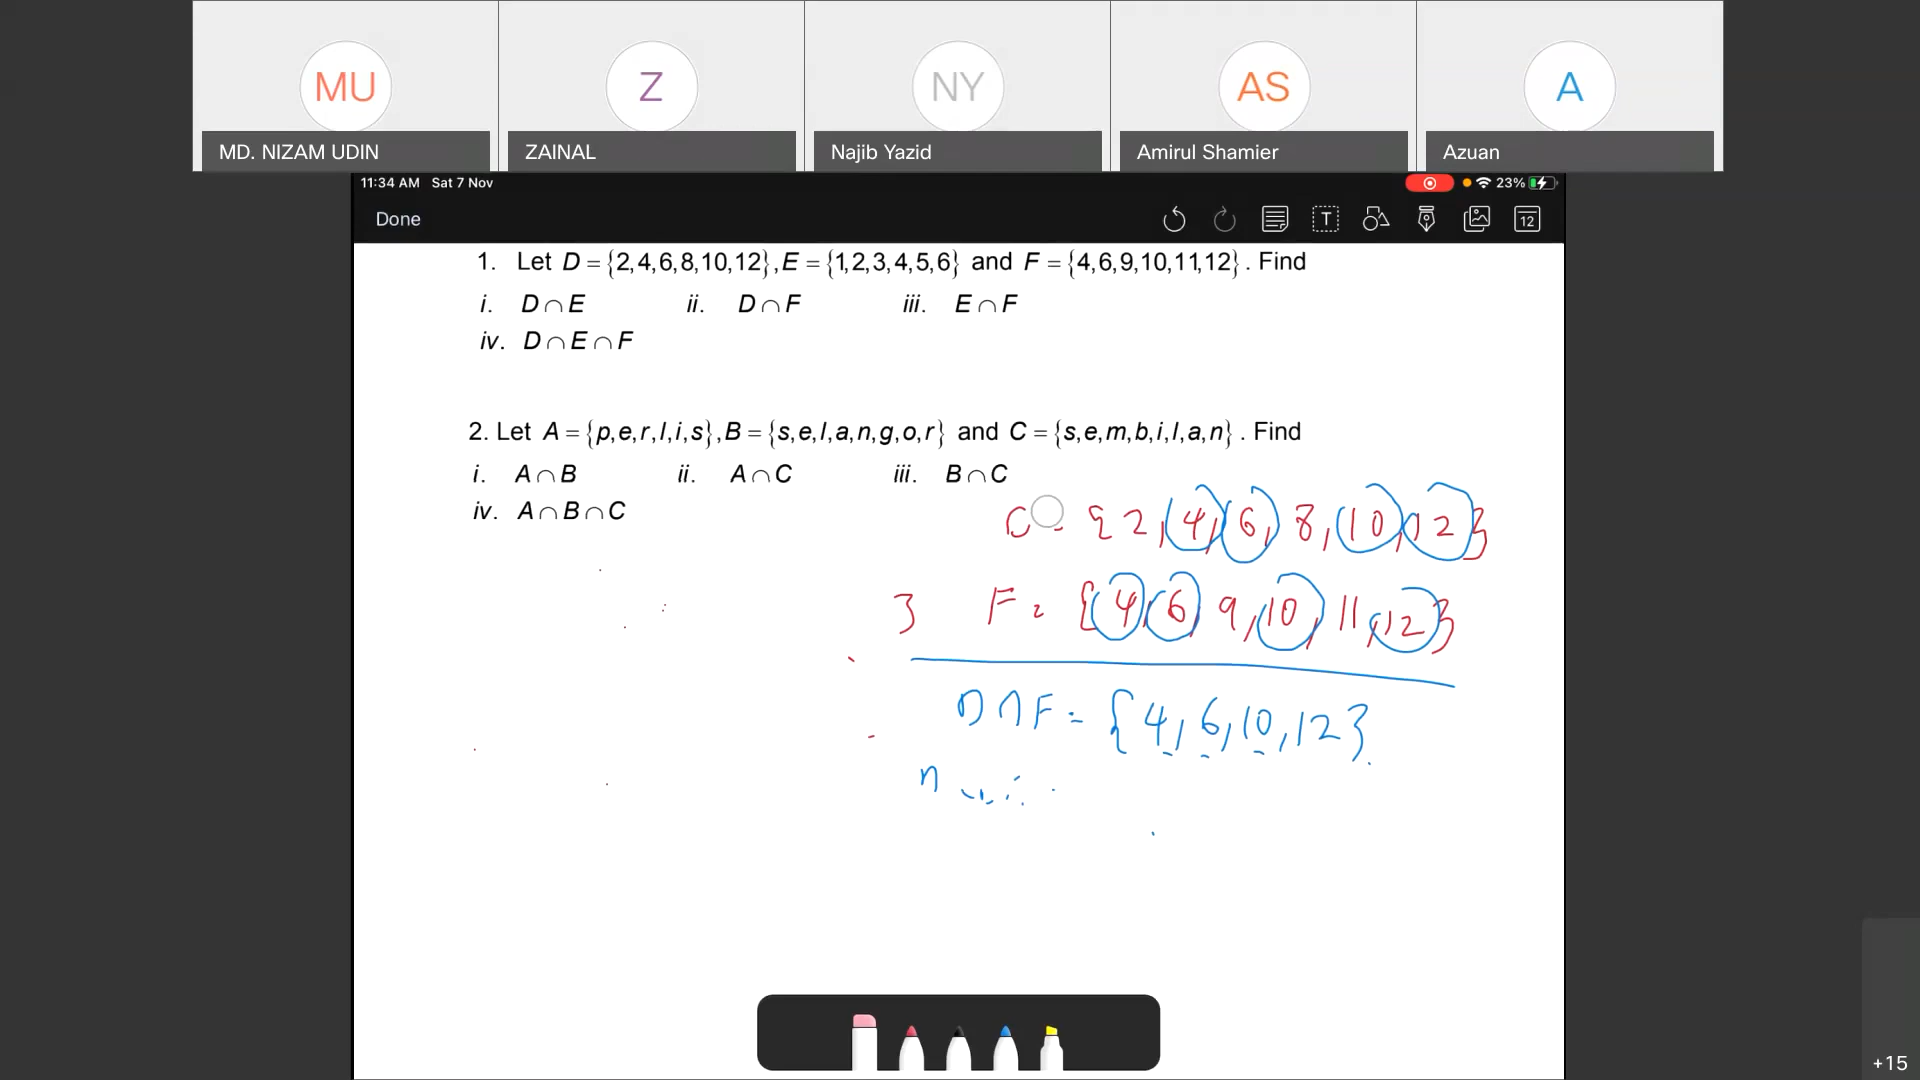 MU
Z
NY
AS
A
MD. NIZAM UDIN
ZAINAL
Najib Yazid
Amirul Shamier
Azuan
11:34 AM Sat 7 Nov
23%
Done
T
12
1. Let D = {2,4,6,8,10,12}, E = {1,2,3,4,5,6} and F = {4,6,9,10,11,12}. Find
i. D∩E ii. D∩F iii. E∩F
iv. D∩E∩F
2. Let A = {p,e,r,l,i,s}, B = {s,e,l,a,n,g,o,r} and C = {s,e,m,b,i,l,a,n}. Find
i. A∩B ii. A∩C iii. B∩C
iv. A∩B∩C
{2, 4, 6, 8, 10, 12}
F = {4, 6, 9, 10, 11, 12}
D∩F = {4, 6, 10, 12}
n
+15